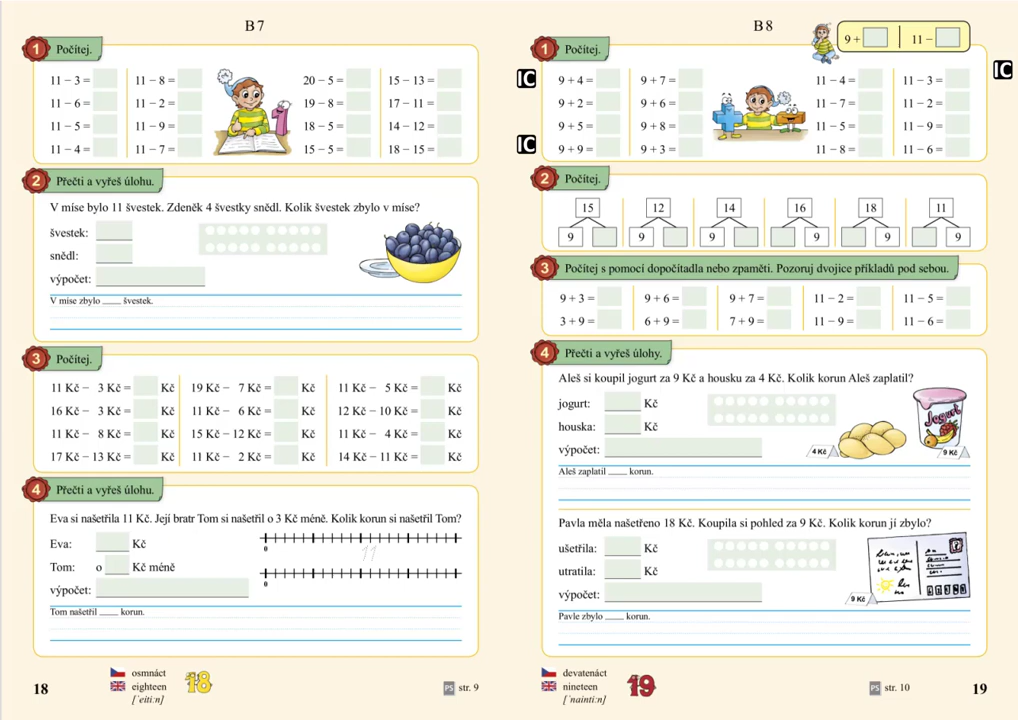 B 7
1 Počítej.
11 − 3 = 11 − 8 = 20 − 5 = 15 − 13 =
11 − 6 = 11 − 2 = 19 − 8 = 17 − 11 =
11 − 5 = 11 − 9 = 18 − 5 = 14 − 12 =
11 − 4 = 11 − 7 = 15 − 5 = 18 − 15 =
1
2 Přečti a vyřeš úlohu.
V míse bylo 11 švestek. Zdeněk 4 švestky snědl. Kolik švestek zbylo v míse?
švestek:
snědl:
výpočet:
V míse zbylo ____ švestek.
3 Počítej.
11 Kč − 3 Kč = Kč 19 Kč − 7 Kč = Kč 11 Kč − 5 Kč = Kč
16 Kč − 3 Kč = Kč 11 Kč − 6 Kč = Kč 12 Kč − 10 Kč = Kč
11 Kč − 8 Kč = Kč 15 Kč − 12 Kč = Kč 11 Kč − 4 Kč = Kč
17 Kč − 13 Kč = Kč 11 Kč − 2 Kč = Kč 14 Kč − 11 Kč = Kč
4 Přečti a vyřeš úlohu.
Eva si našetřila 11 Kč. Její bratr Tom si našetřil o 3 Kč méně. Kolik korun si našetřil Tom?
Eva: Kč
0 11
Tom: o Kč méně
0
výpočet:
Tom našetřil ____ korun.
18
osmnáct
eighteen
[ˈeitiːn]
18
PS str. 9
B 8
9 + 11 −
1 Počítej.
IC
IC
IC
9 + 4 = 9 + 7 = 11 − 4 = 11 − 3 =
9 + 2 = 9 + 6 = 11 − 7 = 11 − 2 =
9 + 5 = 9 + 8 = 11 − 5 = 11 − 9 =
9 + 9 = 9 + 3 = 11 − 8 = 11 − 6 =
2 Počítej.
15 12 14 16 18 11
9 9 9 9 9 9
3 Počítej s pomocí dopočítadla nebo zpaměti. Pozoruj dvojice příkladů pod sebou.
9 + 3 = 9 + 6 = 9 + 7 = 11 − 2 = 11 − 5 =
3 + 9 = 6 + 9 = 7 + 9 = 11 − 9 = 11 − 6 =
4 Přečti a vyřeš úlohy.
Aleš si koupil jogurt za 9 Kč a housku za 4 Kč. Kolik korun Aleš zaplatil?
jogurt: Kč
houska: Kč
výpočet:
Jogurt
4 Kč
9 Kč
Aleš zaplatil ____ korun.
Pavla měla našetřeno 18 Kč. Koupila si pohled za 9 Kč. Kolik korun jí zbylo?
ušetřila: Kč
utratila: Kč
výpočet:
9 Kč
Pavle zbylo ____ korun.
devatenáct
nineteen
[ˈnaintiːn]
19
PS str. 10
19